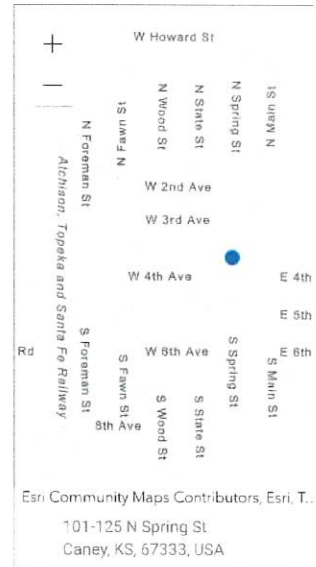 +
W Howard St
—
N Foreman St
N Fawn St
N Wood St
N State St
N Spring St
N Main St
W 2nd Ave
W 3rd Ave
Atchison, Topeka and Santa Fe Railway
W 4th Ave
E 4th
E 5th
Rd
S Foreman St
S Fawn St
W 6th Ave
S Wood St
S State St
S Spring St
S Main St
E 6th
8th Ave
Esri Community Maps Contributors, Esri, T..
101-125 N Spring St
Caney, KS, 67333, USA